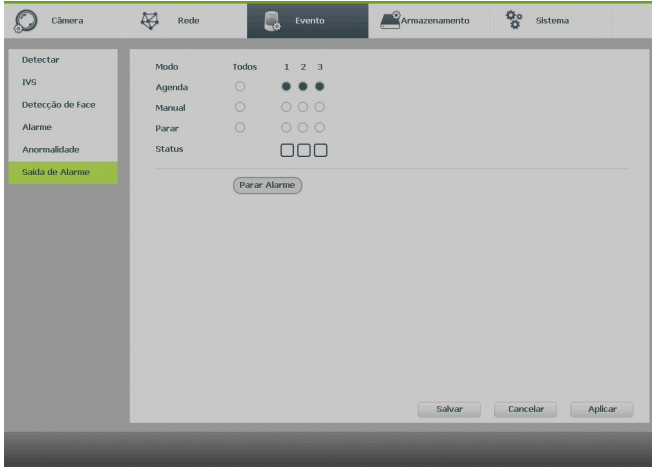 Câmera Rede Evento Armazenamento Sistema
Detectar
IVS
Detecção de Face
Alarme
Anormalidade
Saída de Alarme
Modo Todos 1 2 3
Agenda
Manual
Parar
Status
Parar Alarme
Salvar Cancelar Aplicar